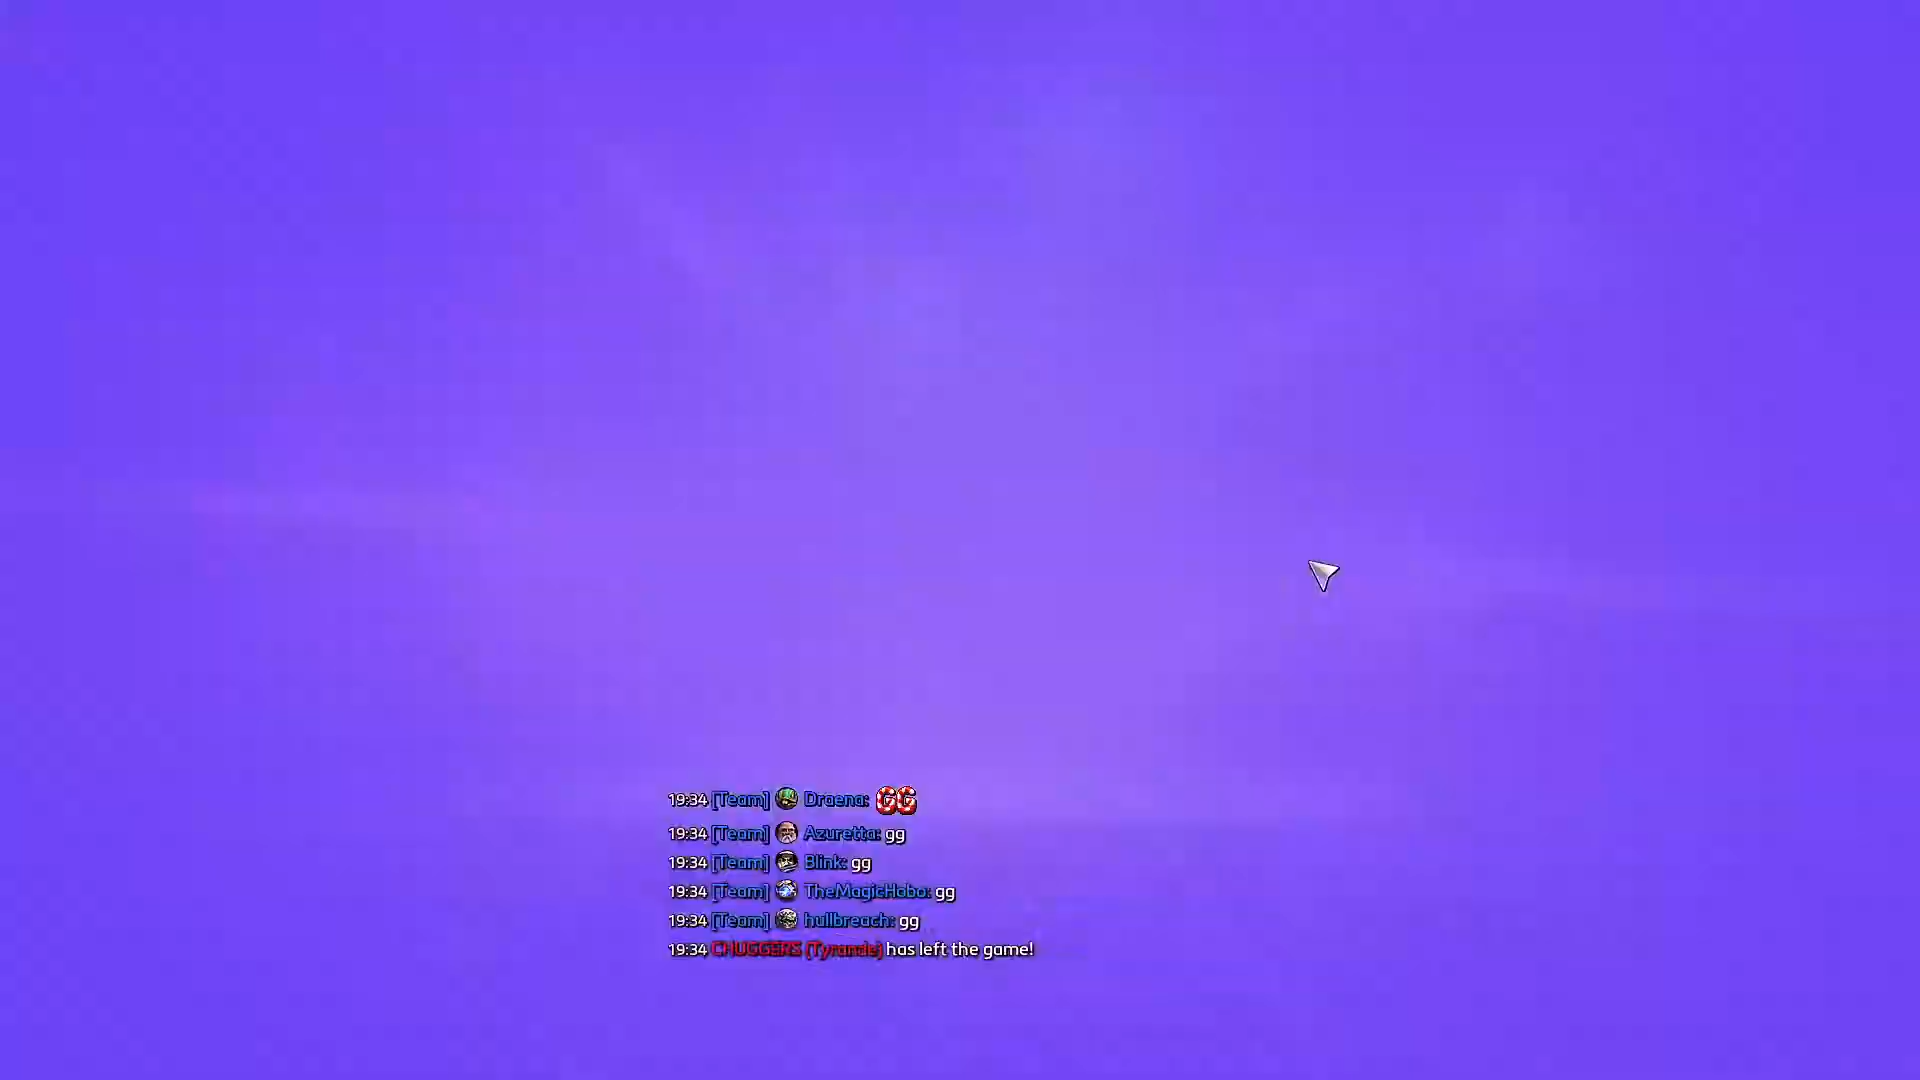 19:34 [Team] Draena: GG
19:34 [Team] Azuretta: gg
19:34 [Team] Blink: gg
19:34 [Team] TheMagicHobo: gg
19:34 [Team] hullbreach: gg
19:34 CHUGGERS (Tyrande) has left the game!